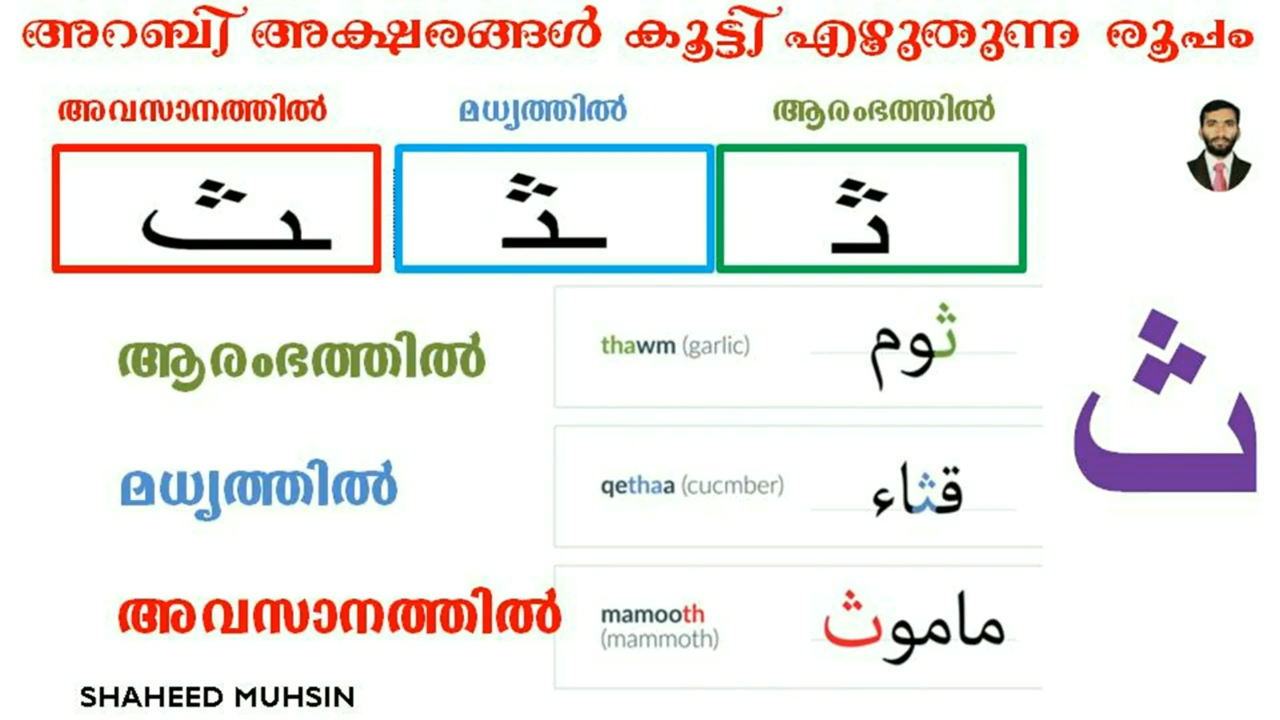 അറബി അക്ഷരങ്ങൾ കൂട്ടി എഴുതുന്ന രൂപം
അവസാനത്തിൽ മധ്യത്തിൽ ആരംഭത്തിൽ
ـث ـثـ ثـ
ആരംഭത്തിൽ thawm (garlic) ثوم
ث
മധ്യത്തിൽ qethaa (cucmber) قثاء
അവസാനത്തിൽ mamooth ماموث
(mammoth)
SHAHEED MUHSIN